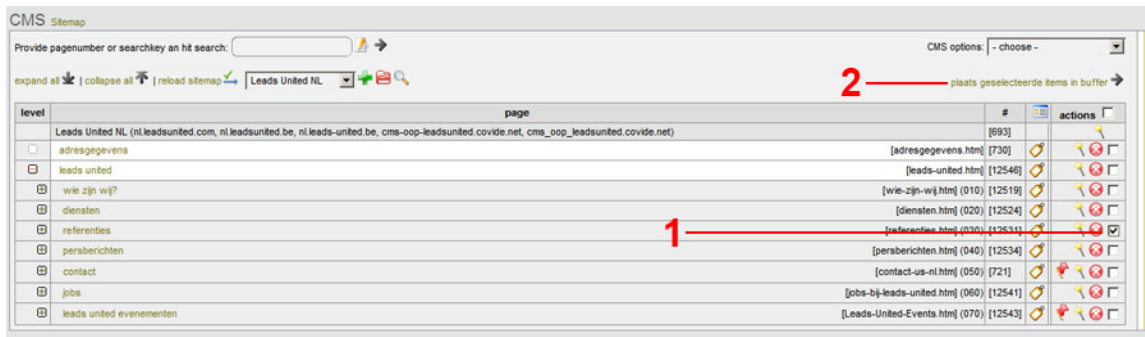 CMS Sitemap
Provide pagenumber or searchkey an hit search: CMS options: - choose -
expand all | collapse all | reload sitemap Leads United NL 2 plaats geselecteerde items in buffer
level page # actions
Leads United NL (nl.leadsunited.com, nl.leadsunited.be, nl.leads-united.be, cms-oop-leadsunited.covide.net, cms_oop_leadsunited.covide.net) [693]
adresgegevens [adresgegevens.htm] [730]
leads united [leads-united.htm] [12546]
wie zijn wij? [wie-zijn-wij.htm] (010) [12519]
diensten [diensten.htm] (020) [12524]
referenties 1 [referenties.htm] (030) [12531]
persberichten [persberichten.htm] (040) [12534]
contact [contact-us-nl.htm] (050) [721]
jobs [jobs-bij-leads-united.htm] (060) [12541]
leads united evenementen [Leads-United-Events.htm] (070) [12543]